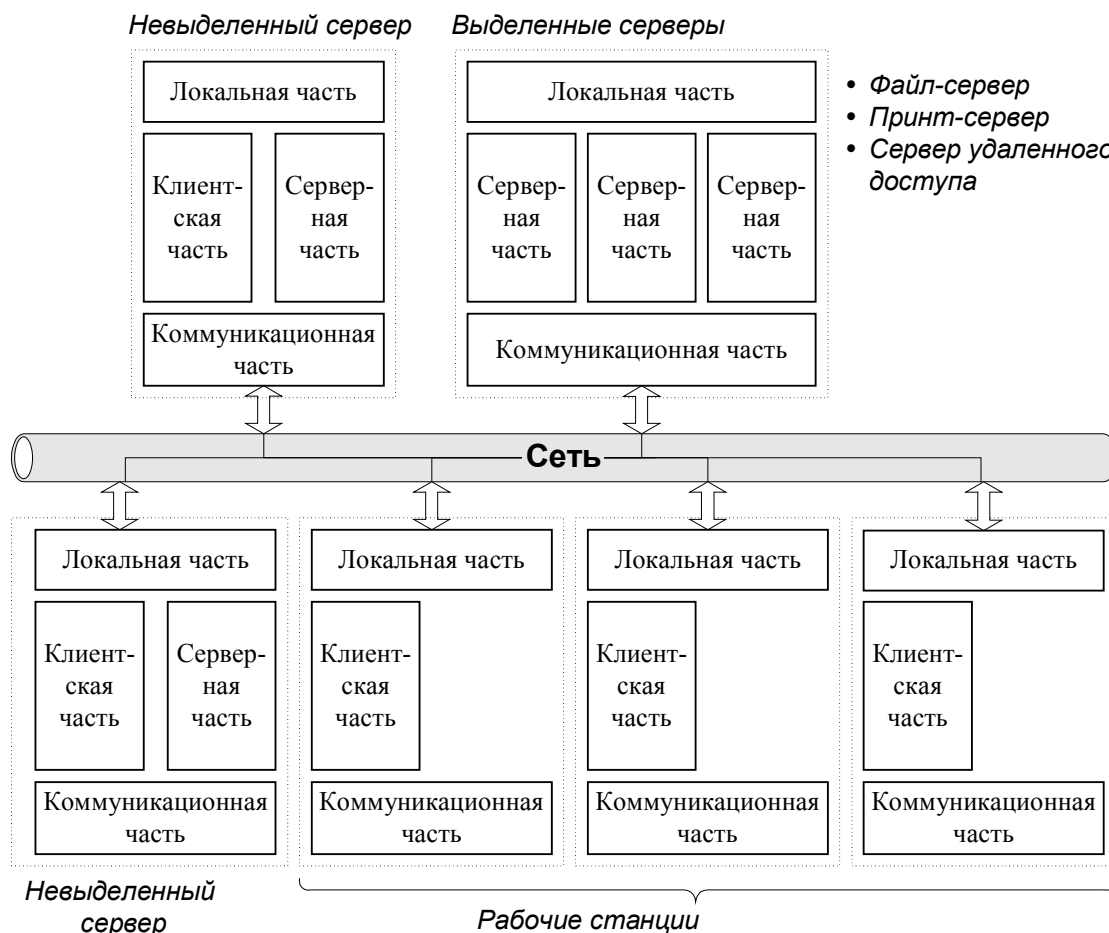 Невыделенный сервер
Выделенные серверы
Локальная часть
Клиент-
ская
часть
Сервер-
ная
часть
Коммуникационная
часть
Локальная часть
Сервер-
ная
часть
Сервер-
ная
часть
Сервер-
ная
часть
Коммуникационная часть
• Файл-сервер
• Принт-сервер
• Сервер удаленного
доступа
Сеть
Локальная часть
Клиент-
ская
часть
Сервер-
ная
часть
Коммуникационная
часть
Локальная часть
Клиент-
ская
часть
Коммуникационная
часть
Локальная часть
Клиент-
ская
часть
Коммуникационная
часть
Локальная часть
Клиент-
ская
часть
Коммуникационная
часть
Невыделенный
сервер
Рабочие станции